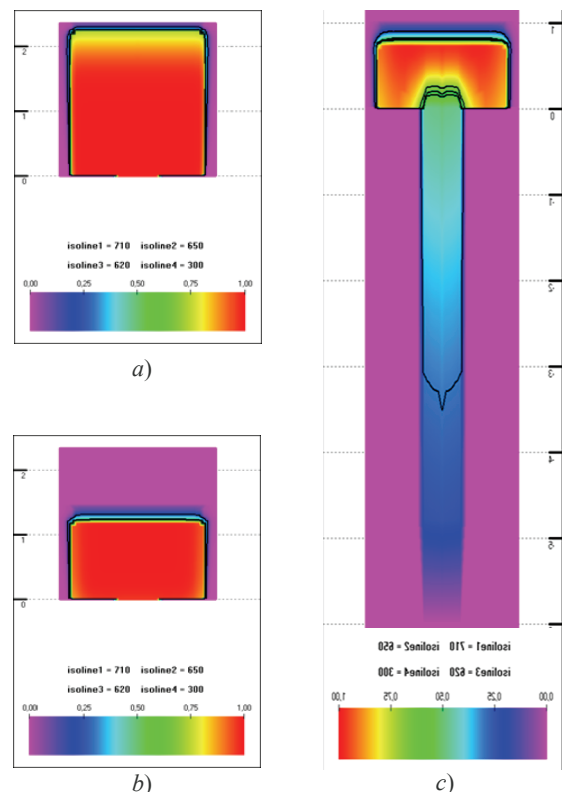 2
1
0
isoline1 = 710 isoline2 = 650
isoline3 = 620 isoline4 = 300
0,00 0,25 0,50 0,75 1,00
a)
2
1
0
isoline1 = 710 isoline2 = 650
isoline3 = 620 isoline4 = 300
0,00 0,25 0,50 0,75 1,00
b)
1
0
-1
-2
-3
-4
-5
isoline1 = 710 isoline2 = 650
isoline3 = 620 isoline4 = 300
1,00 0,75 0,50 0,25 0,00
c)